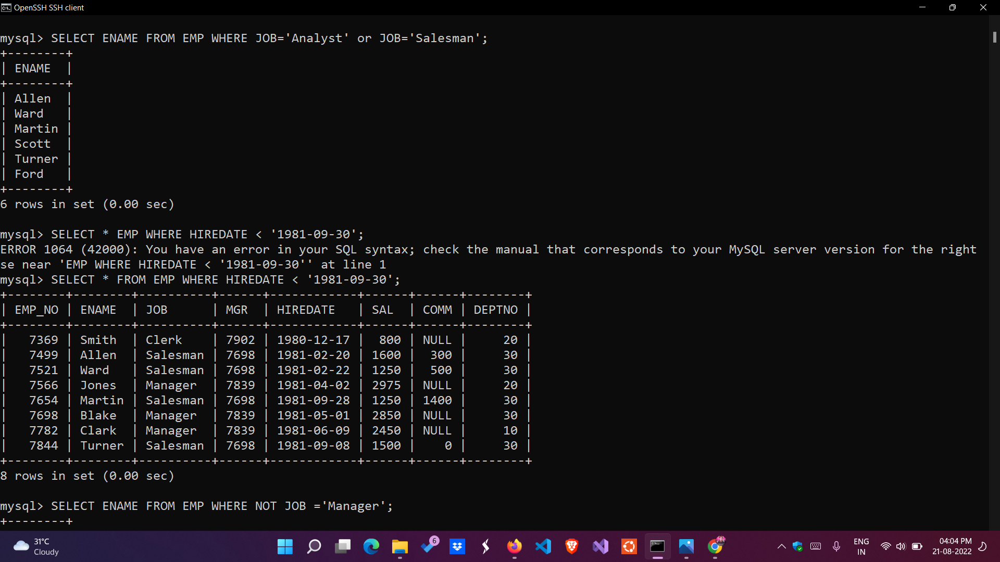 OpenSSH SSH client
mysql> SELECT ENAME FROM EMP WHERE JOB='Analyst' or JOB='Salesman';
+--------+
| ENAME  |
+--------+
| Allen  |
| Ward   |
| Martin |
| Scott  |
| Turner |
| Ford   |
+--------+
6 rows in set (0.00 sec)
mysql> SELECT * EMP WHERE HIREDATE < '1981-09-30';
ERROR 1064 (42000): You have an error in your SQL syntax; check the manual that corresponds to your MySQL server version for the right
se near 'EMP WHERE HIREDATE < '1981-09-30'' at line 1
mysql> SELECT * FROM EMP WHERE HIREDATE < '1981-09-30';
+--------+--------+----------+------+------------+------+------+--------+
| EMP_NO | ENAME  | JOB      | MGR  | HIREDATE   | SAL  | COMM | DEPTNO |
+--------+--------+----------+------+------------+------+------+--------+
|   7369 | Smith  | Clerk    | 7902 | 1980-12-17 |  800 | NULL |     20 |
|   7499 | Allen  | Salesman | 7698 | 1981-02-20 | 1600 |  300 |     30 |
|   7521 | Ward   | Salesman | 7698 | 1981-02-22 | 1250 |  500 |     30 |
|   7566 | Jones  | Manager  | 7839 | 1981-04-02 | 2975 | NULL |     20 |
|   7654 | Martin | Salesman | 7698 | 1981-09-28 | 1250 | 1400 |     30 |
|   7698 | Blake  | Manager  | 7839 | 1981-05-01 | 2850 | NULL |     30 |
|   7782 | Clark  | Manager  | 7839 | 1981-06-09 | 2450 | NULL |     10 |
|   7844 | Turner | Salesman | 7698 | 1981-09-08 | 1500 |    0 |     30 |
+--------+--------+----------+------+------------+------+------+--------+
8 rows in set (0.00 sec)
mysql> SELECT ENAME FROM EMP WHERE NOT JOB ='Manager';
+--------+
31°C
Cloudy
6
ENG
IN
04:04 PM
21-08-2022